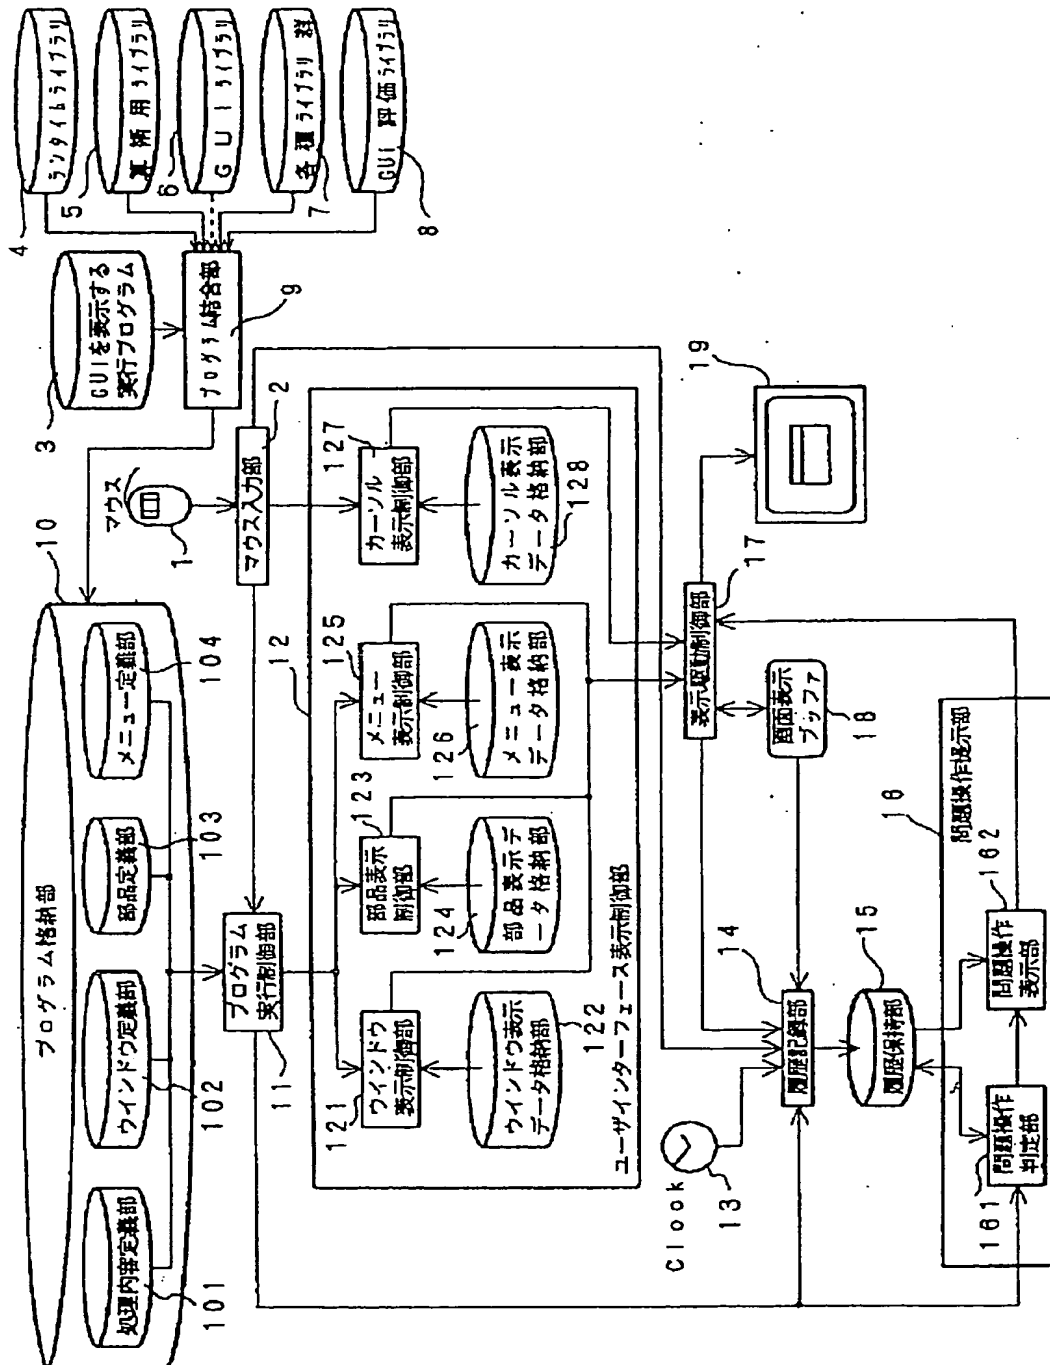 プログラム格納部
10
処理内容定義部
101
ウインドウ定義部
102
部品定義部
103
メニュー定義部
104
マウス
1
マウス入力部
2
GUIを表示する
実行プログラム
3
プログラム結合部
9
ランタイムライブラリ
4
算術用ライブラリ
5
GUIライブラリ
6
各種ライブラリ群
7
GUI評価ライブラリ
8
プログラム
実行制御部
11
12
121
ウインドウ
表示制御部
ウインドウ表示
データ格納部
122
部品表示
制御部
123
部品表示デ
ータ格納部
124
メニュー
表示制御部
125
メニュー表示
データ格納部
126
カーソル
表示制御部
127
カーソル表示
データ格納部
128
ユーザインターフェース表示制御部
Clook
13
履歴記録部
14
履歴保持部
15
表示駆動制御部
17
画面表示
ブッファ
18
19
問題操作提示部
16
問題操作
判定部
161
問題操作
表示部
162